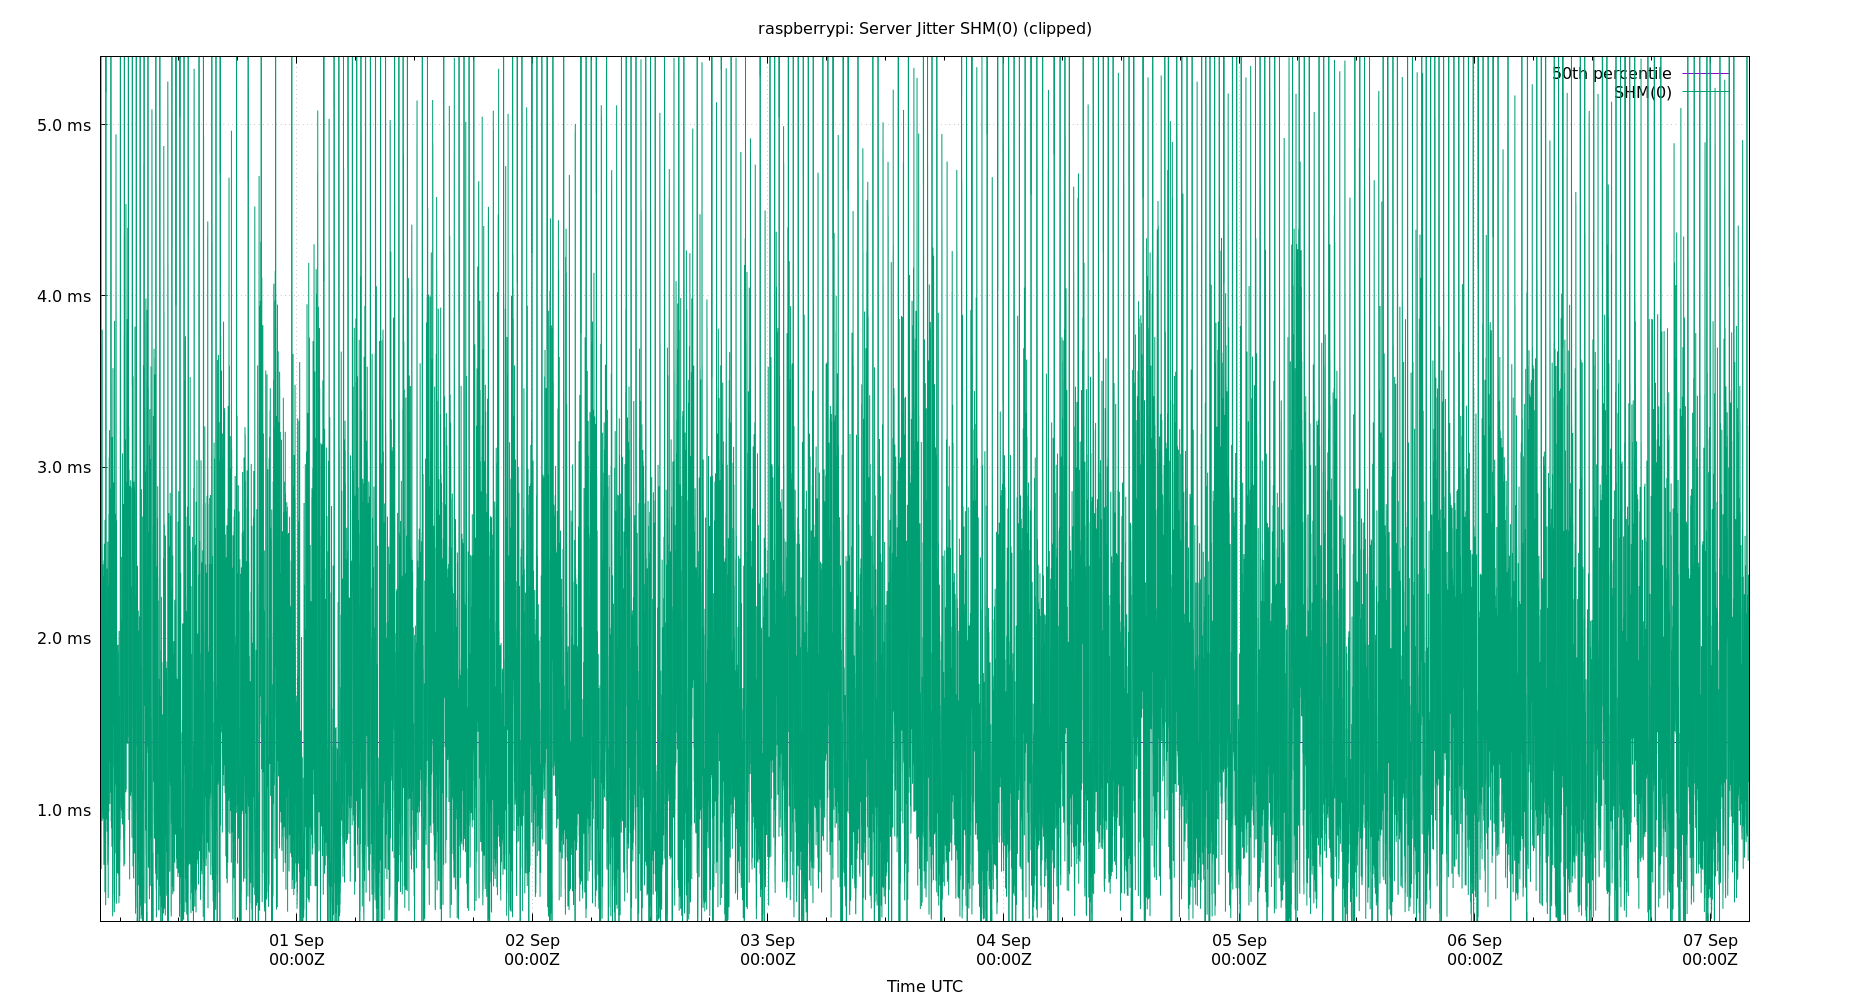 raspberrypi: Server Jitter SHM(0) (clipped)
50th percentile
SHM(0)
5.0 ms
4.0 ms
3.0 ms
2.0 ms
1.0 ms
01 Sep 02 Sep 03 Sep 04 Sep 05 Sep 06 Sep 07 Sep
00:00Z 00:00Z 00:00Z 00:00Z 00:00Z 00:00Z 00:00Z
Time UTC